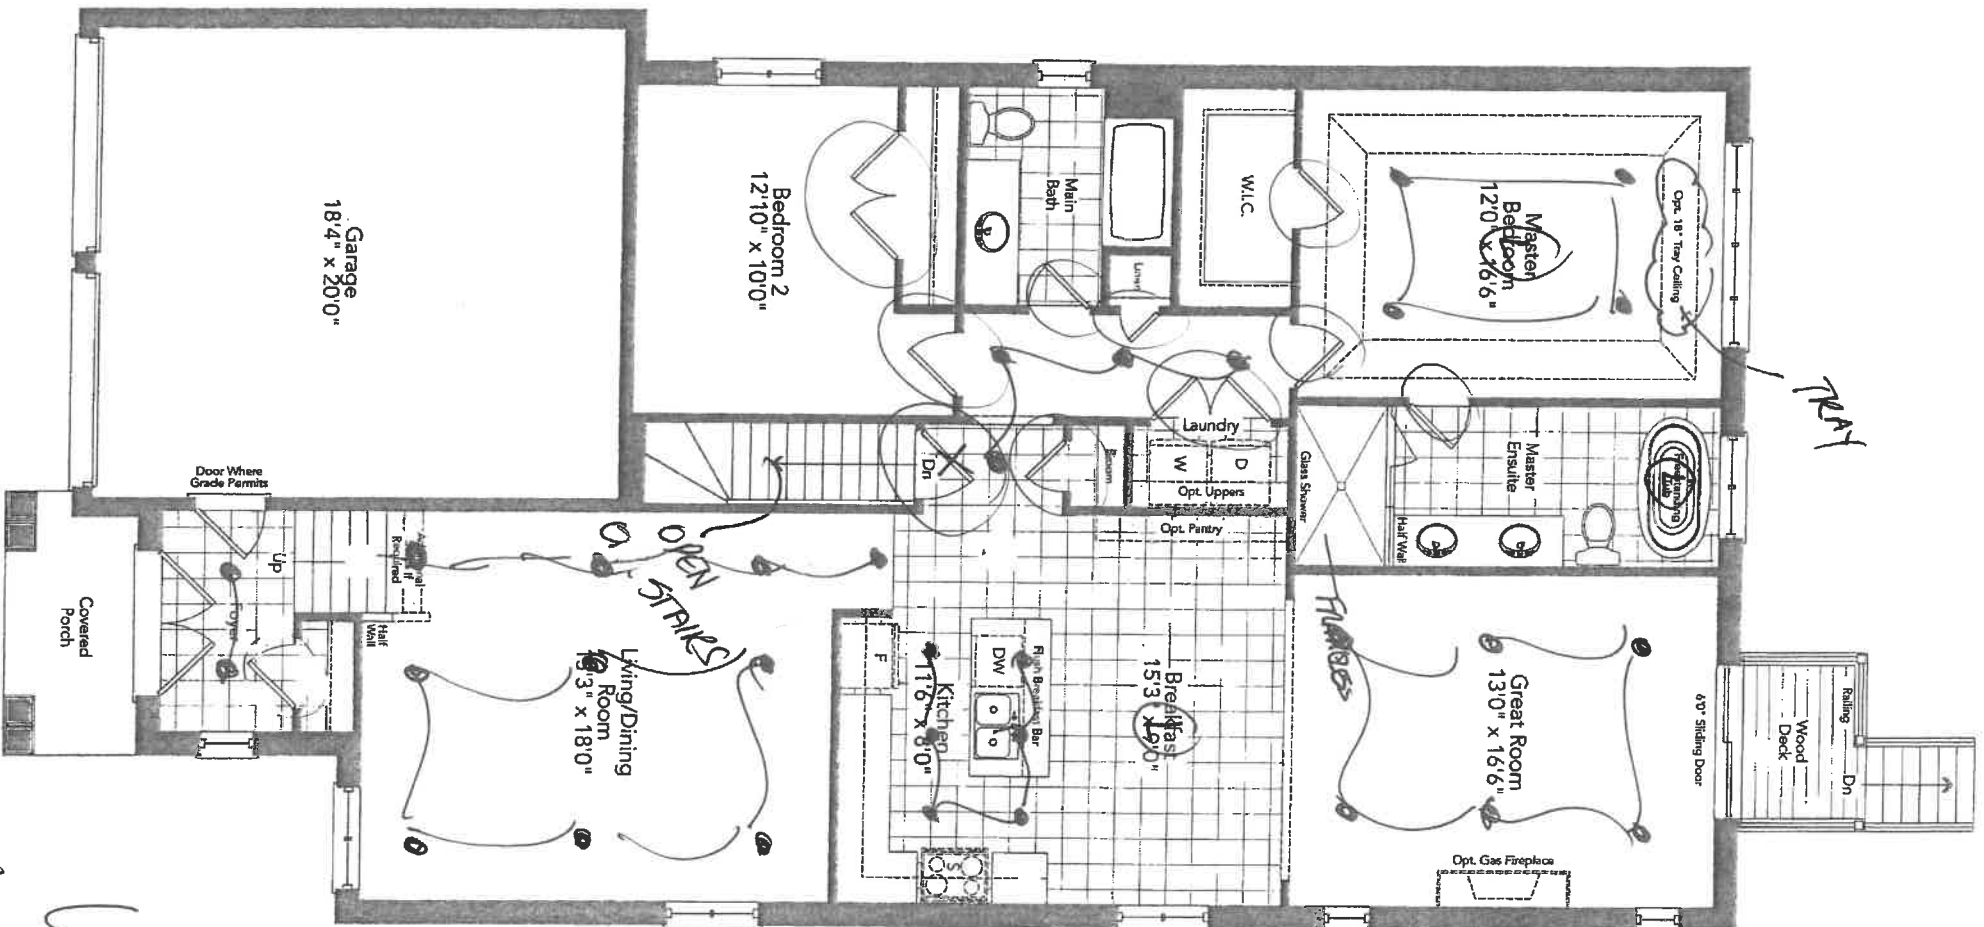 Garage
18'4" x 20'0"
Bedroom 2
12'10" x 10'0"
Main
Bath
Linen
W.I.C.
Master
Bedroom
12'0" x 16'6"
Opt. 18" Tray Ceiling
TRAY
Laundry
W
D
Opt. Uppers
Opt. Pantry
Broom
Dn
Glass Shower
Master
Ensuite
Half Wall
Freestanding
Tub
Door Where
Grade Permits
Up
Foyer
Required
Half
Wall
Covered
Porch
OPEN
STAIRS
Living/Dining
Room
x 18'0"
F
DW
Flush Breakfast Bar
Kitchen
11'6" x 8'0"
S
Breakfast
15'3"
FRAMELESS
Great Room
13'0" x 16'6"
6'0" Sliding Door
Opt. Gas Fireplace
Wood
Deck
Railing
Dn